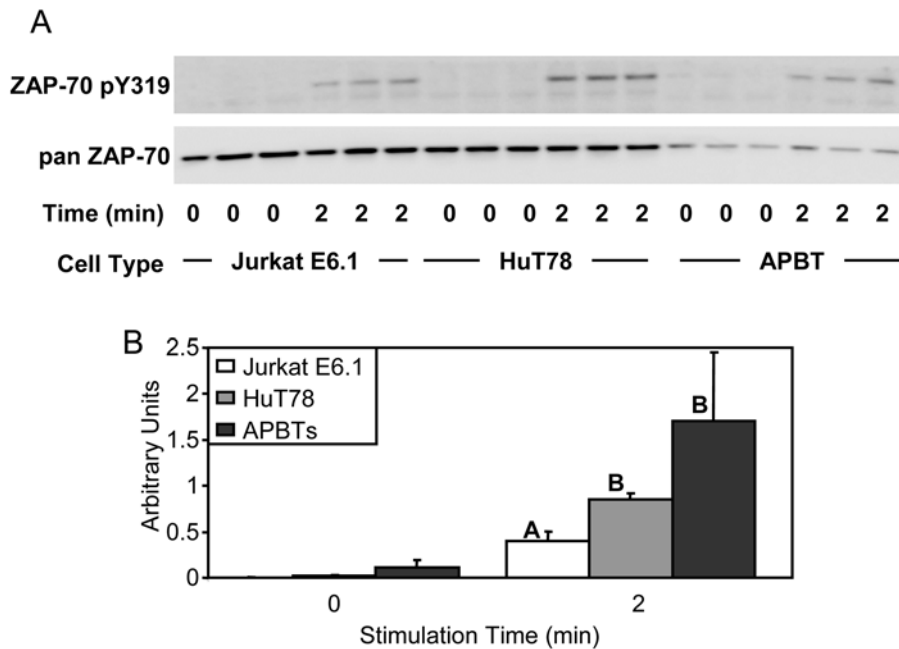 A
ZAP-70 pY319
pan ZAP-70
Time (min) 0 0 0 2 2 2 0 0 0 2 2 2 0 0 0 2 2 2
Cell Type Jurkat E6.1 HuT78 APBT
B
2.5
2
1.5
1
0.5
0
Arbitrary Units
Jurkat E6.1
HuT78
APBTs
A
B
B
0 2
Stimulation Time (min)